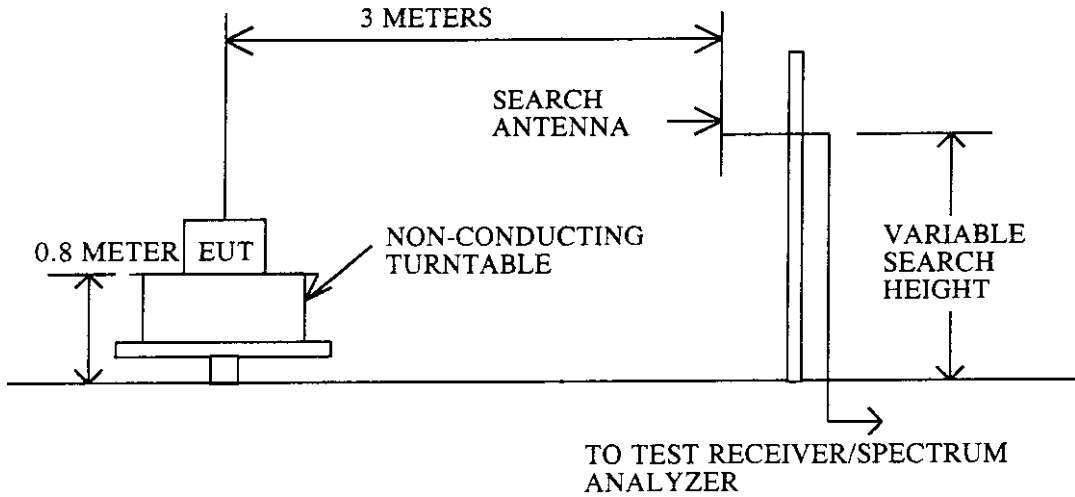 3 METERS
SEARCH
ANTENNA
0.8 METER
EUT
NON-CONDUCTING
TURNTABLE
VARIABLE
SEARCH
HEIGHT
TO TEST RECEIVER/SPECTRUM
ANALYZER